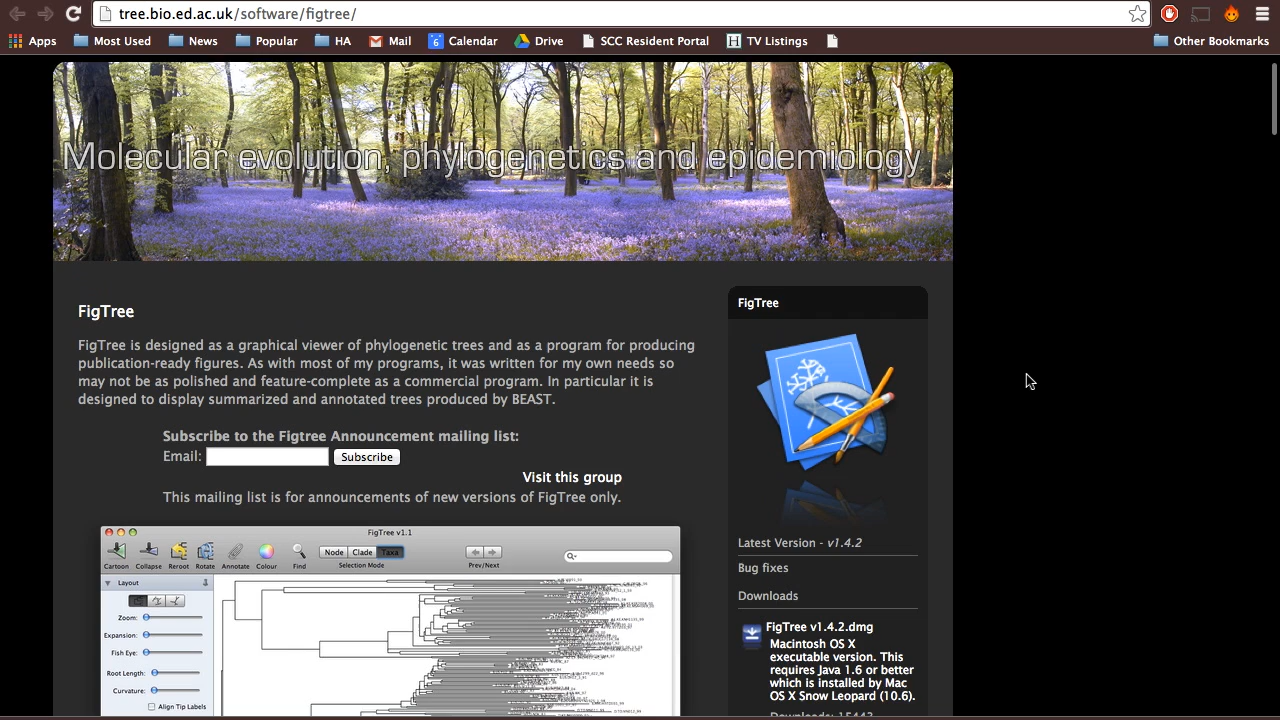 tree.bio.ed.ac.uk/software/figtree/
Apps Most Used News Popular HA Mail 6 Calendar Drive SCC Resident Portal H TV Listings Other Bookmarks
Molecular evolution, phylogenetics and epidemiology
FigTree
FigTree is designed as a graphical viewer of phylogenetic trees and as a program for producing
publication-ready figures. As with most of my programs, it was written for my own needs so
may not be as polished and feature-complete as a commercial program. In particular it is
designed to display summarized and annotated trees produced by BEAST.
Subscribe to the Figtree Announcement mailing list:
Email: Subscribe
Visit this group
This mailing list is for announcements of new versions of FigTree only.
FigTree v1.1
Cartoon Collapse Reroot Rotate Annotate Colour Find
Node Clade Taxa
Selection Mode
Prev/Next
Layout
Zoom:
Expansion:
Fish Eye:
Root Length:
Curvature:
Align Tip Labels
FigTree
Latest Version - v1.4.2
Bug fixes
Downloads
FigTree v1.4.2.dmg
Macintosh OS X
executable version. This
requires Java 1.6 or better
which is installed by Mac
OS X Snow Leopard (10.6).